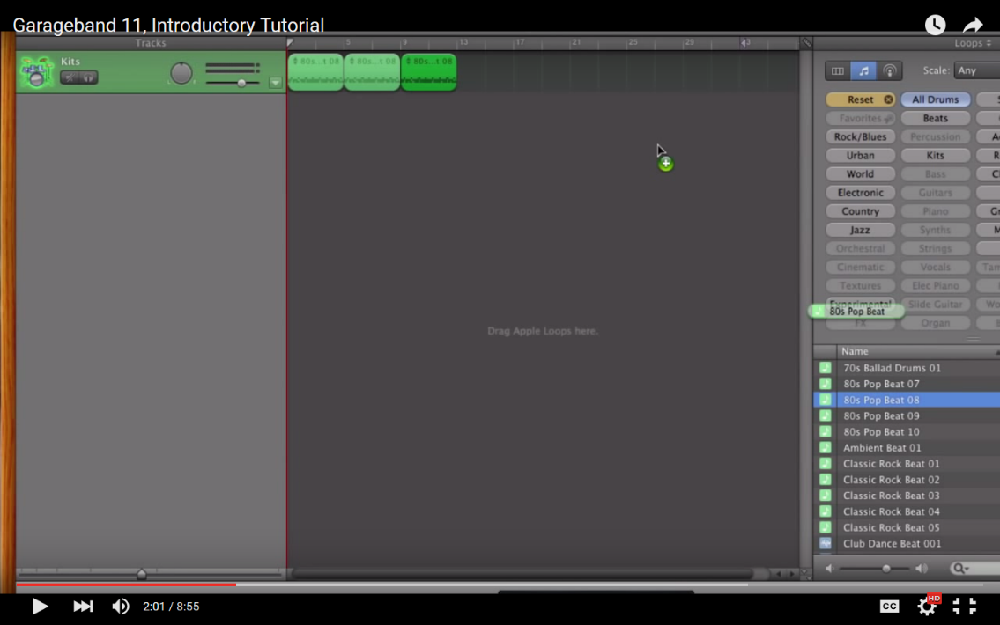 Garageband 11, Introductory Tutorial
Tracks
5 9 13 17 21 25 29
Loops
Kits
80s...t 08 80s...t 08 80s...t 08
Scale: Any
Reset All Drums
Favorites Beats
Rock/Blues Percussion
Urban Kits
World Bass
Electronic Guitars
Country Piano
Jazz Synths
Orchestral Strings
Cinematic Vocals
Textures Elec Piano
Experimental Slide Guitar
80s Pop Beat
FX Organ
Drag Apple Loops here.
Name
70s Ballad Drums 01
80s Pop Beat 07
80s Pop Beat 08
80s Pop Beat 09
80s Pop Beat 10
Ambient Beat 01
Classic Rock Beat 01
Classic Rock Beat 02
Classic Rock Beat 03
Classic Rock Beat 04
Classic Rock Beat 05
Club Dance Beat 001
2:01 / 8:55
CC
HD